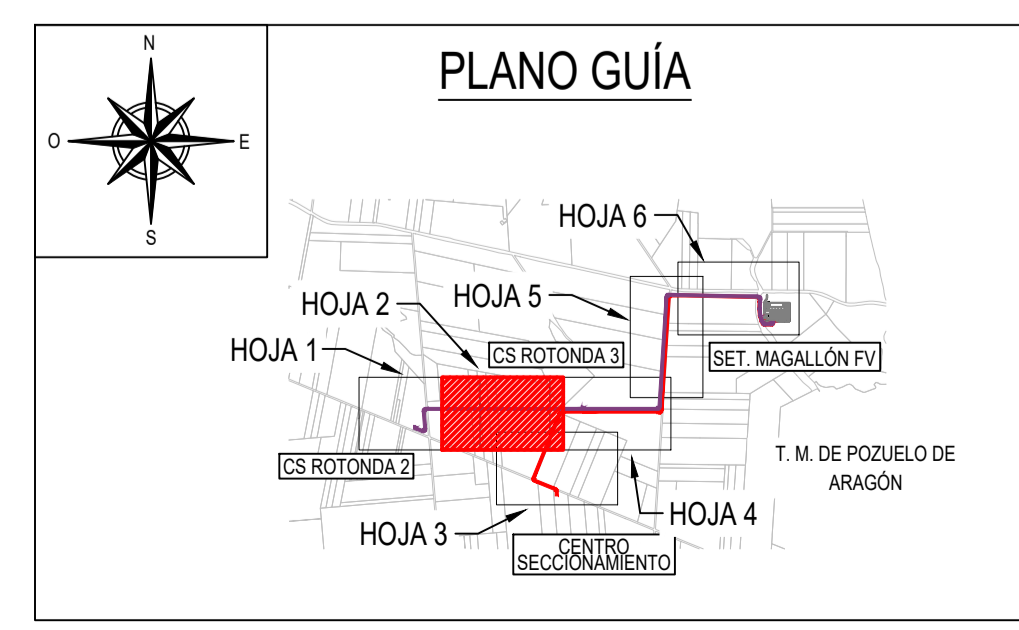 PLANO GUÍA
N
O
E
S
HOJA 6
HOJA 5
HOJA 2
HOJA 1
CS ROTONDA 3
SET. MAGALLÓN FV
CS ROTONDA 2
T. M. DE POZUELO DE
ARAGÓN
HOJA 4
HOJA 3
CENTRO
SECCIONAMIENTO